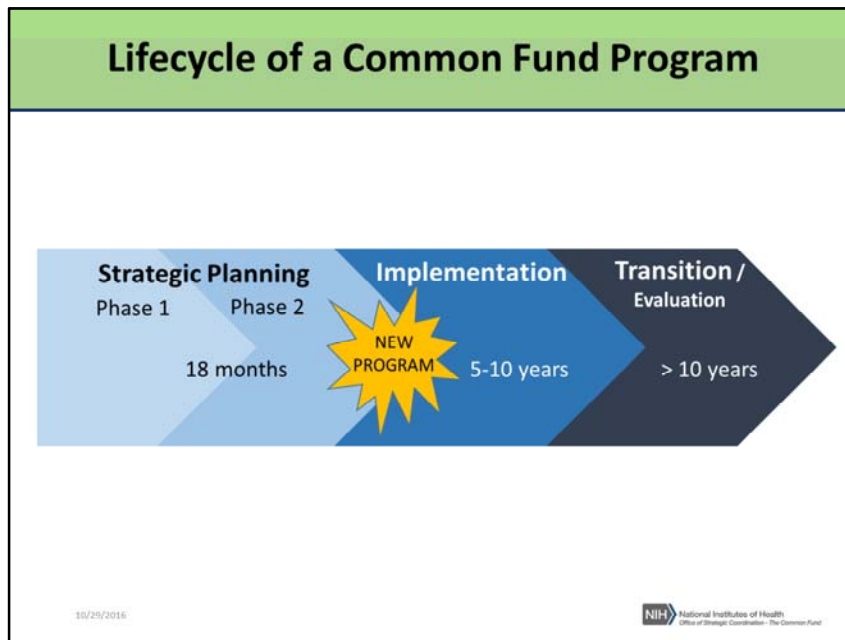 Lifecycle of a Common Fund Program
Strategic Planning
Phase 1
Phase 2
18 months
NEW
PROGRAM
Implementation
5-10 years
Transition /
Evaluation
> 10 years
10/29/2016
NIH
National Institutes of Health
Office of Strategic Coordination - The Common Fund